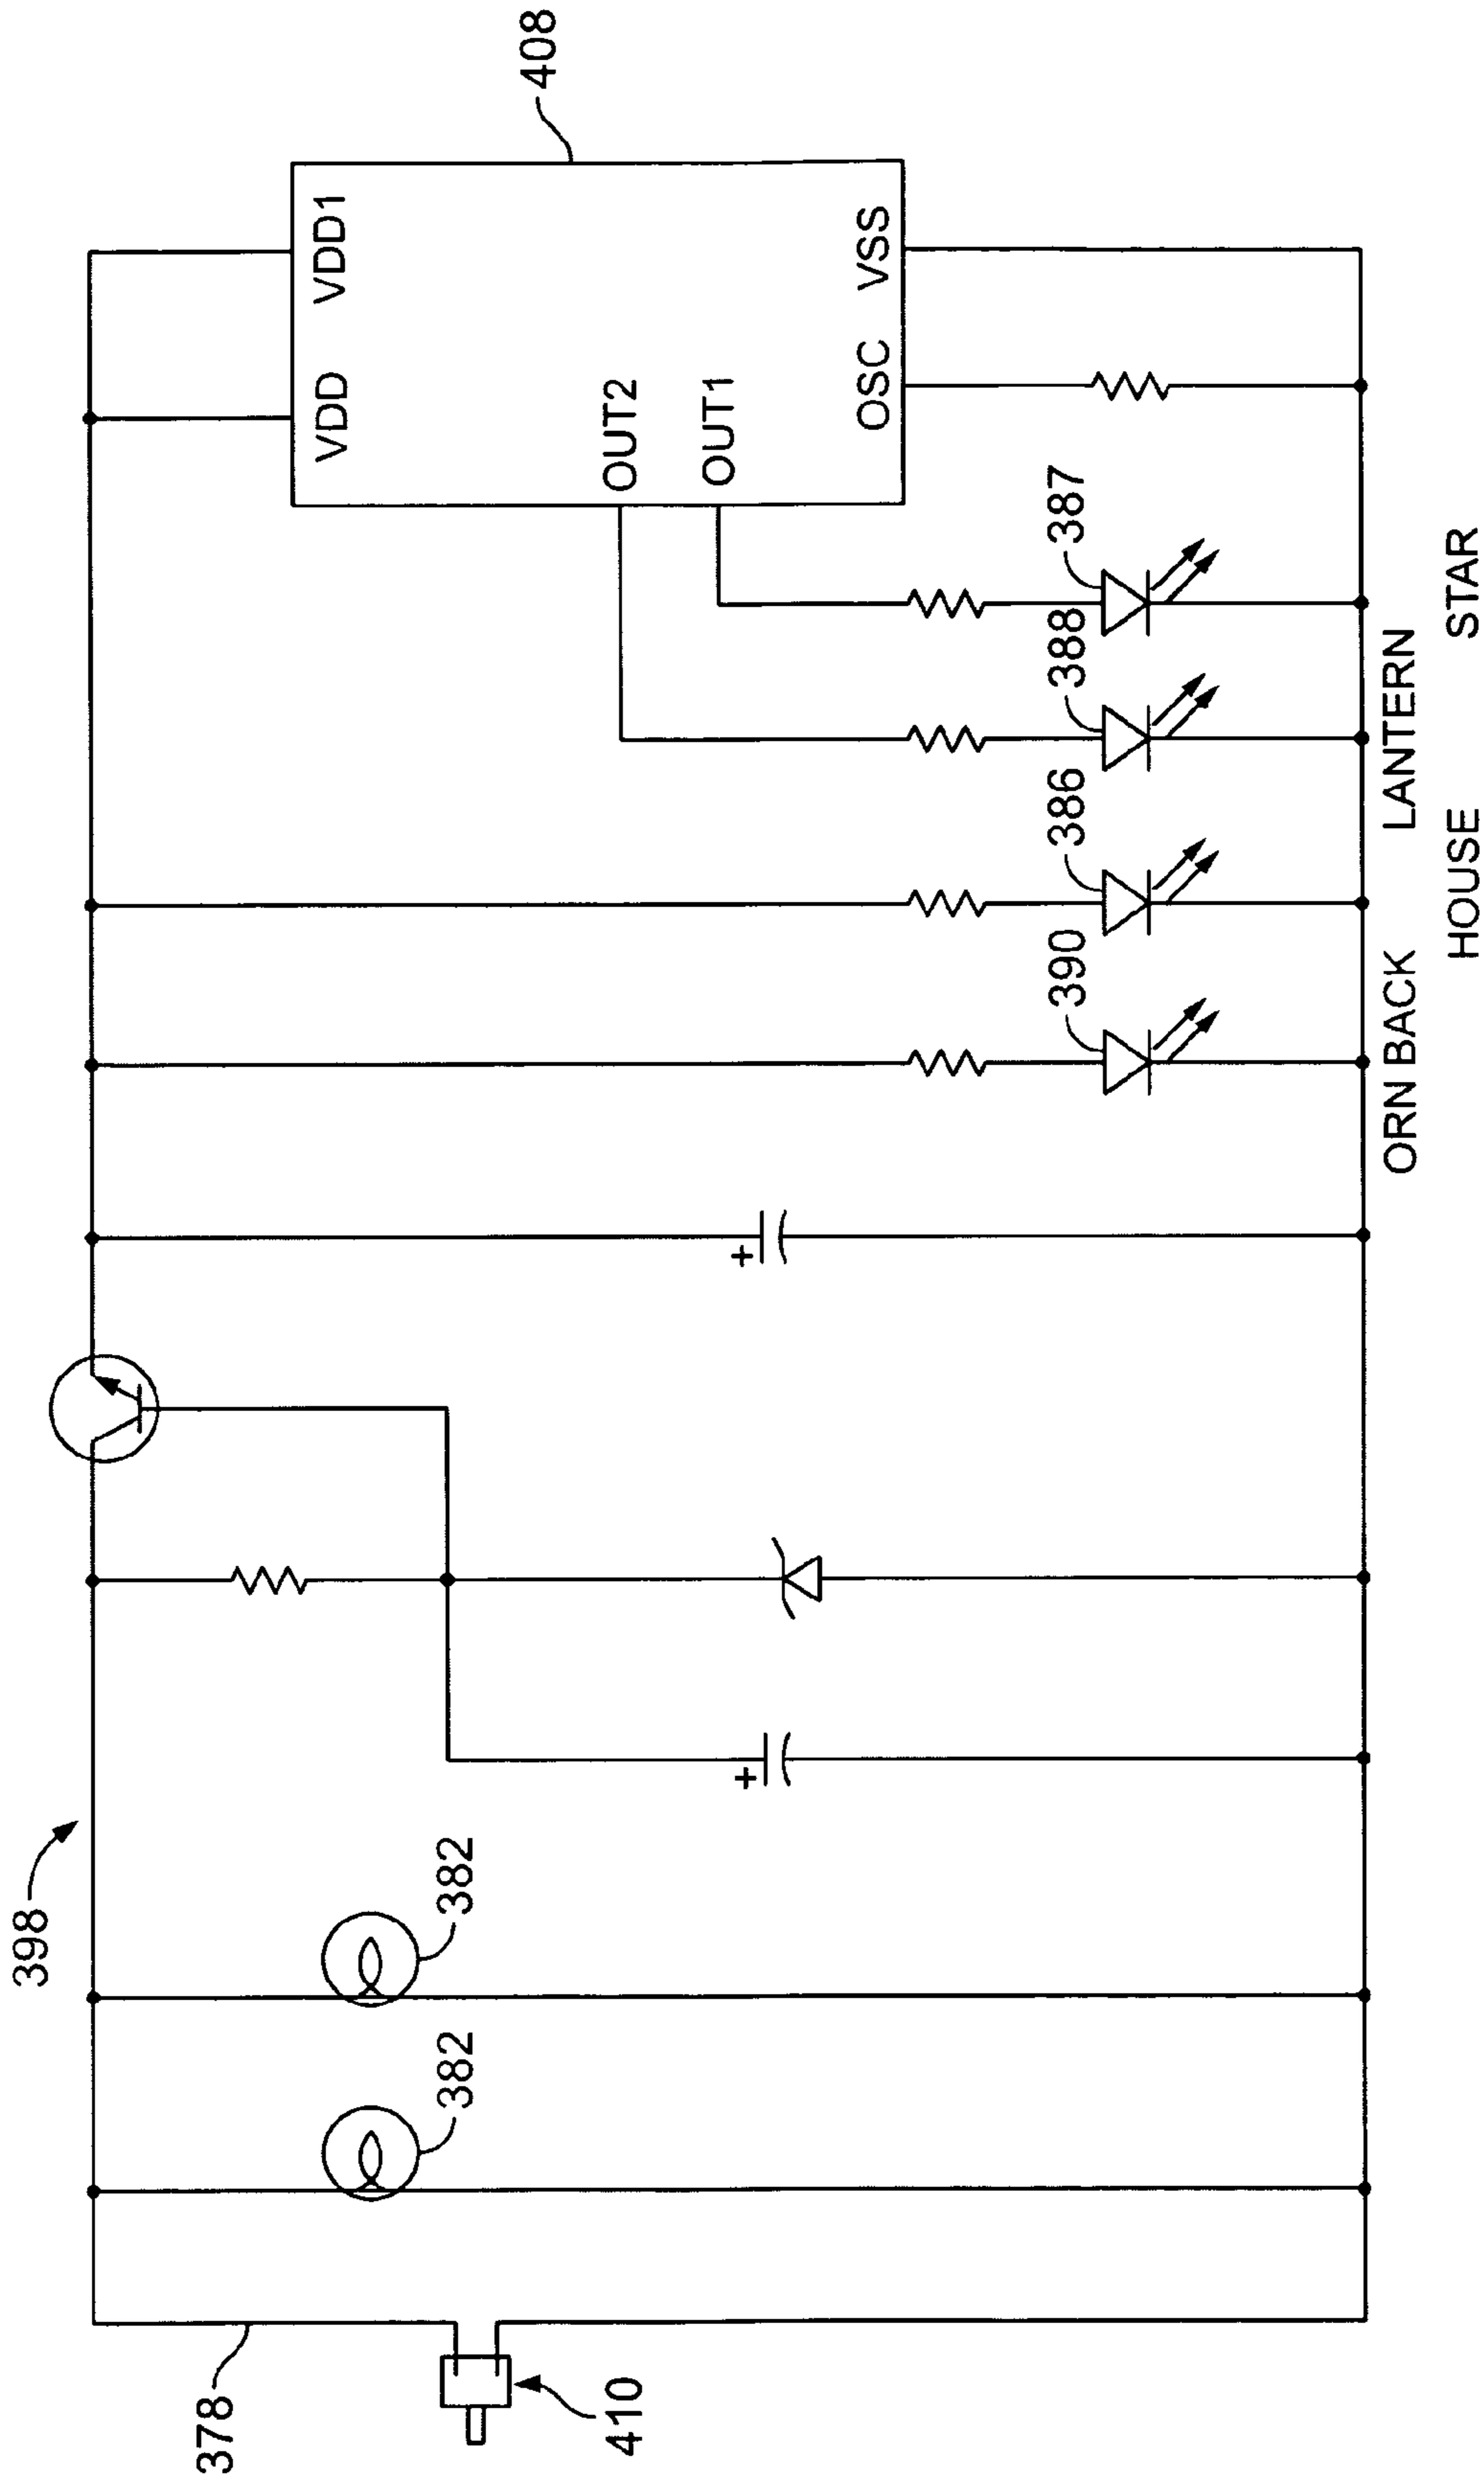 398
408
VDD
VDD1
OUT2
OUT1
OSC
VSS
378
382
382
410
+
+
390
386
388
387
ORN BACK
LANTERN
HOUSE
STAR